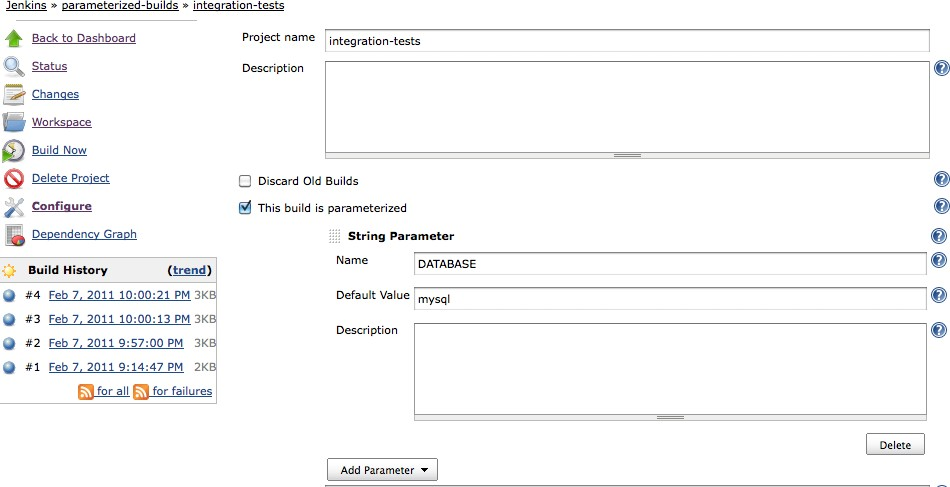 Jenkins » parameterized-builds » integration-tests
Back to Dashboard
Status
Changes
Workspace
Build Now
Delete Project
Configure
Dependency Graph
Build History (trend)
#4 Feb 7, 2011 10:00:21 PM 3KB
#3 Feb 7, 2011 10:00:13 PM 3KB
#2 Feb 7, 2011 9:57:00 PM 3KB
#1 Feb 7, 2011 9:14:47 PM 2KB
for all for failures
Project name integration-tests
Description
Discard Old Builds
This build is parameterized
String Parameter
Name DATABASE
Default Value mysql
Description
Delete
Add Parameter